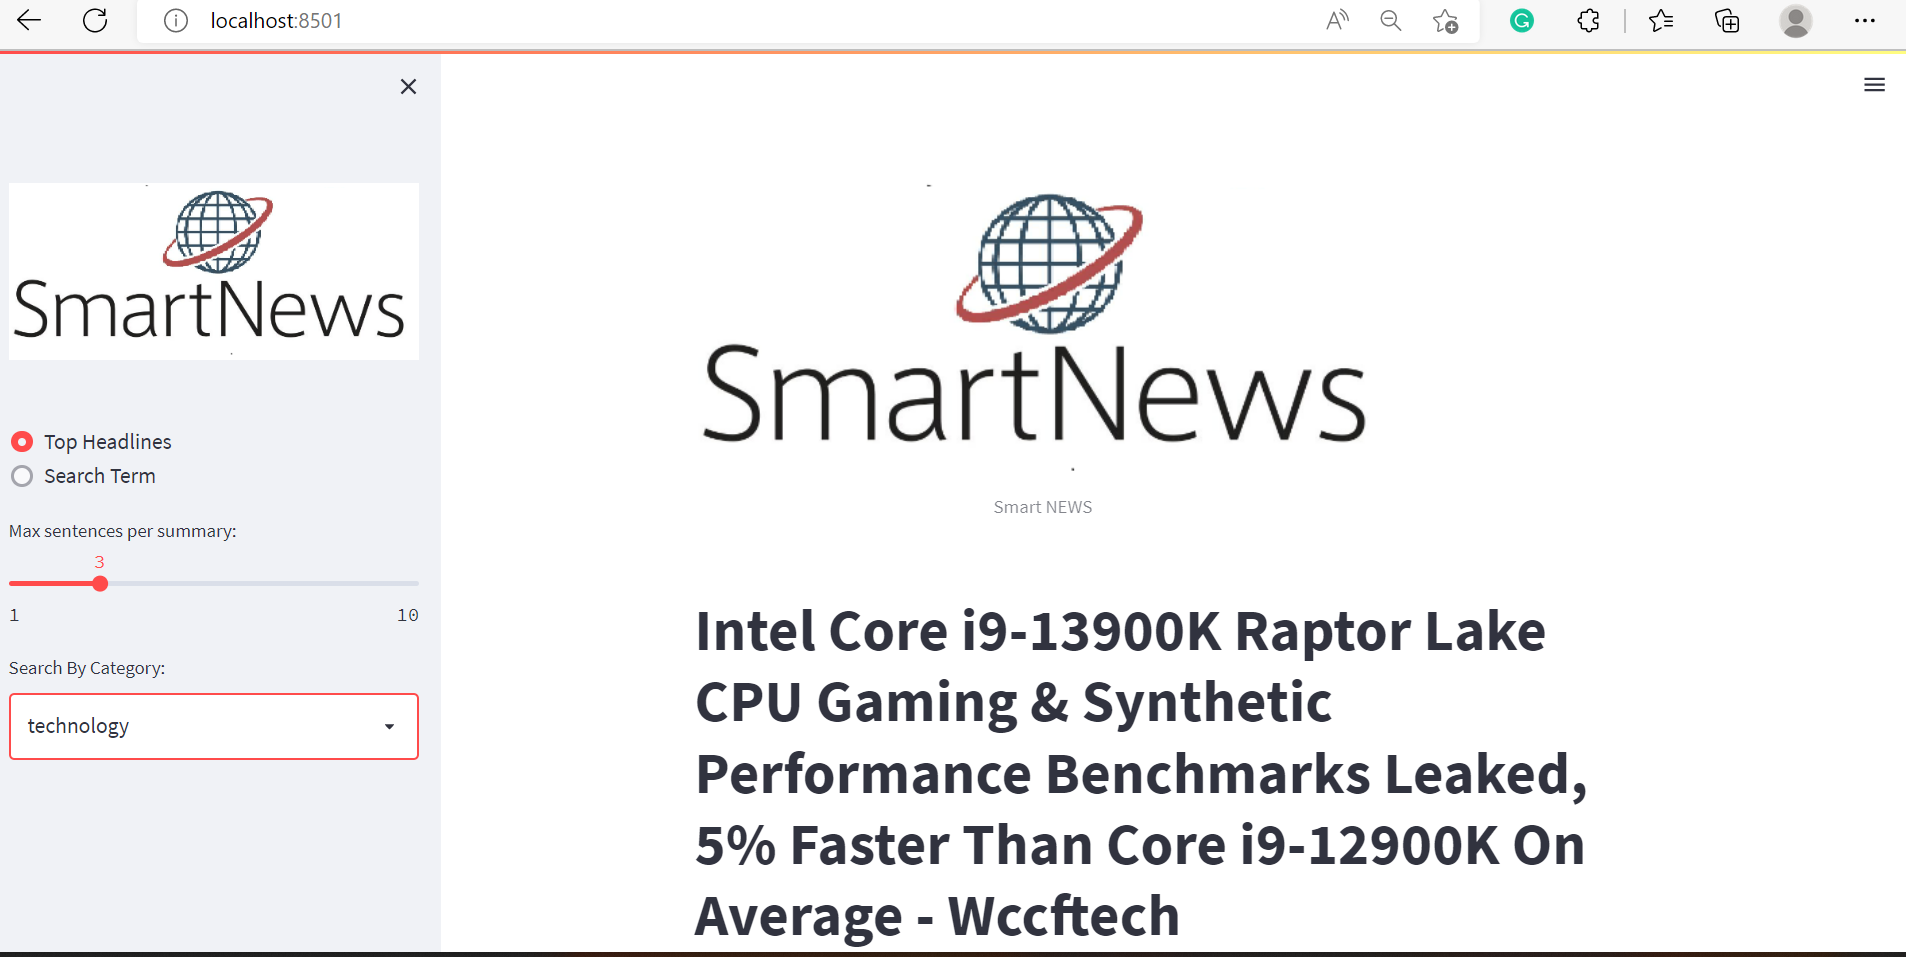 localhost:8501
SmartNews
Top Headlines
Search Term
Max sentences per summary:
3
1 10
Search By Category:
technology
SmartNews
Smart NEWS
Intel Core i9-13900K Raptor Lake
CPU Gaming & Synthetic
Performance Benchmarks Leaked,
5% Faster Than Core i9-12900K On
Average - Wccftech